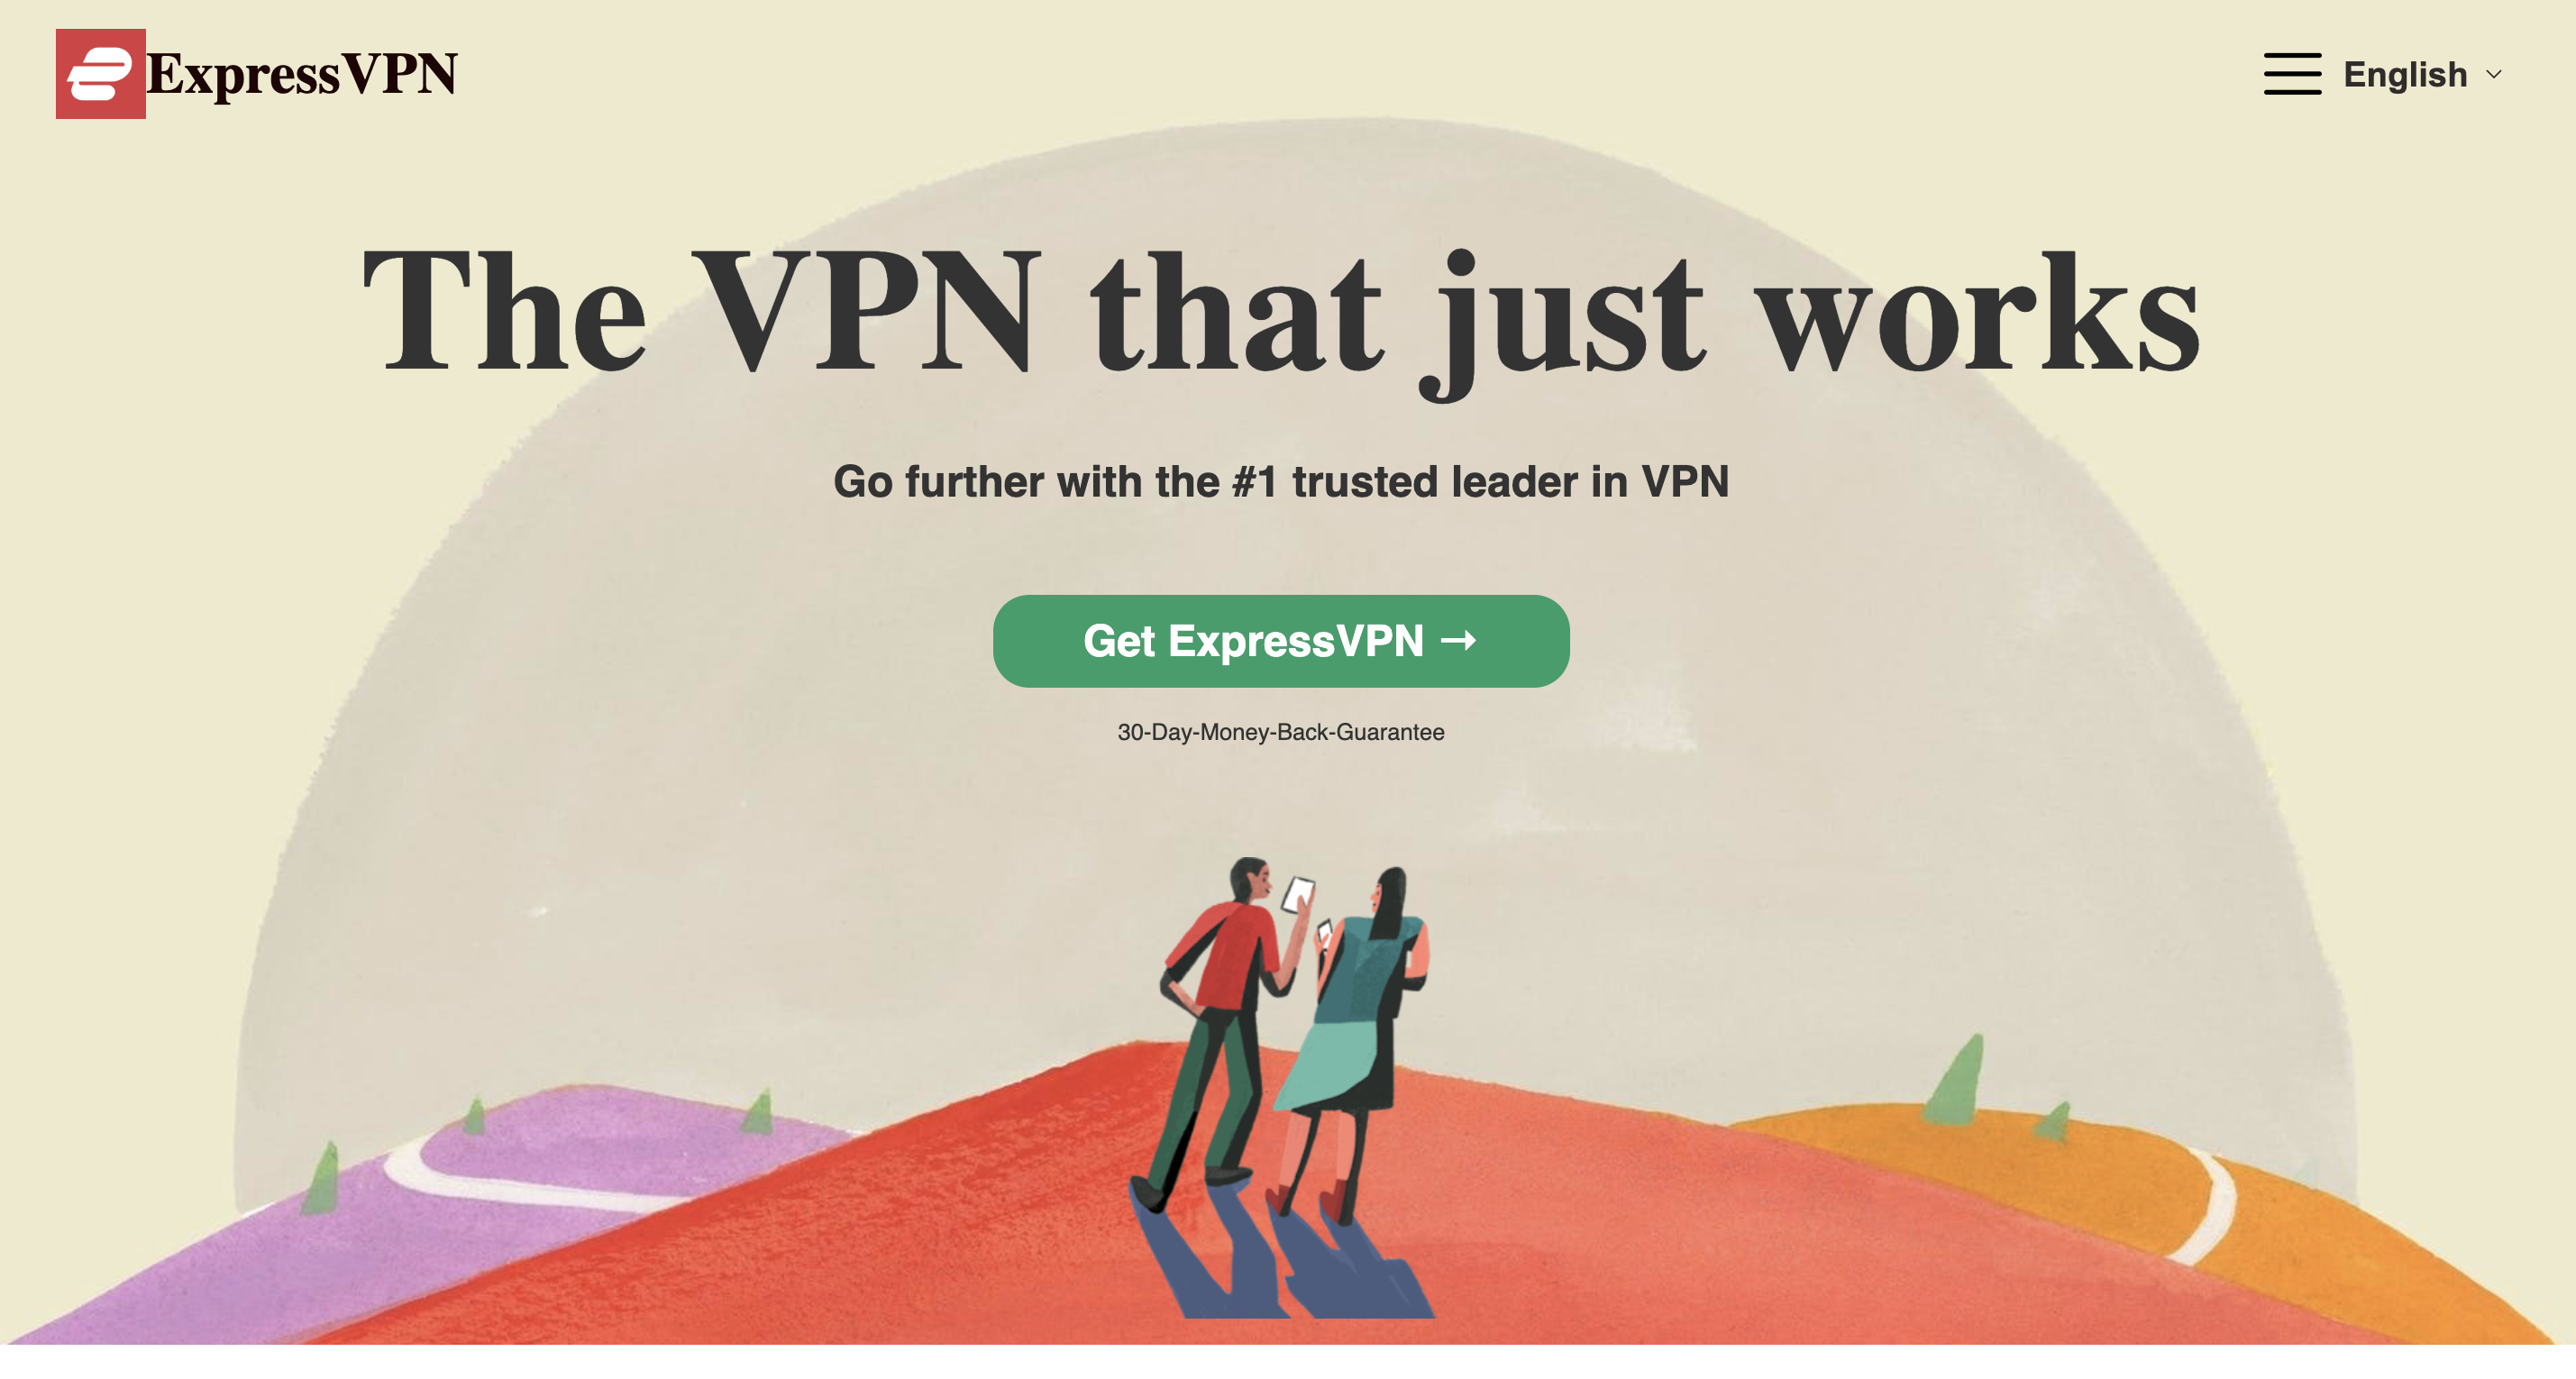 ExpressVPN
English
The VPN that just works
Go further with the #1 trusted leader in VPN
Get ExpressVPN →
30-Day-Money-Back-Guarantee